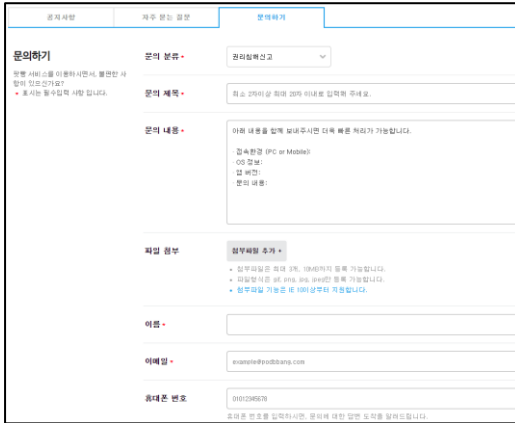 공지사항
자주 묻는 질문
문의하기
문의하기
팟빵 서비스를 이용하시면서, 불편한 사
항이 있으신가요?
* 표시는 필수입력 사항 입니다.
문의 분류 *
권리침해신고
문의 제목 *
최소 2자이상 최대 20자 이내로 입력해 주세요.
문의 내용 *
아래 내용을 함께 보내주시면 더욱 빠른 처리가 가능합니다.
· 접속환경 (PC or Mobile):
· OS 정보:
· 앱 버전:
· 문의 내용:
파일 첨부
첨부파일 추가 +
첨부파일은 최대 3개, 10MB까지 등록 가능합니다.
파일형식은 gif, png, jpg, jpeg만 등록 가능합니다.
첨부파일 기능은 IE 10이상부터 지원합니다.
이름 *
이메일 *
example@podbbang.com
휴대폰 번호
01012345678
휴대폰 번호를 입력하시면, 문의에 대한 답변 도착을 알려드립니다.